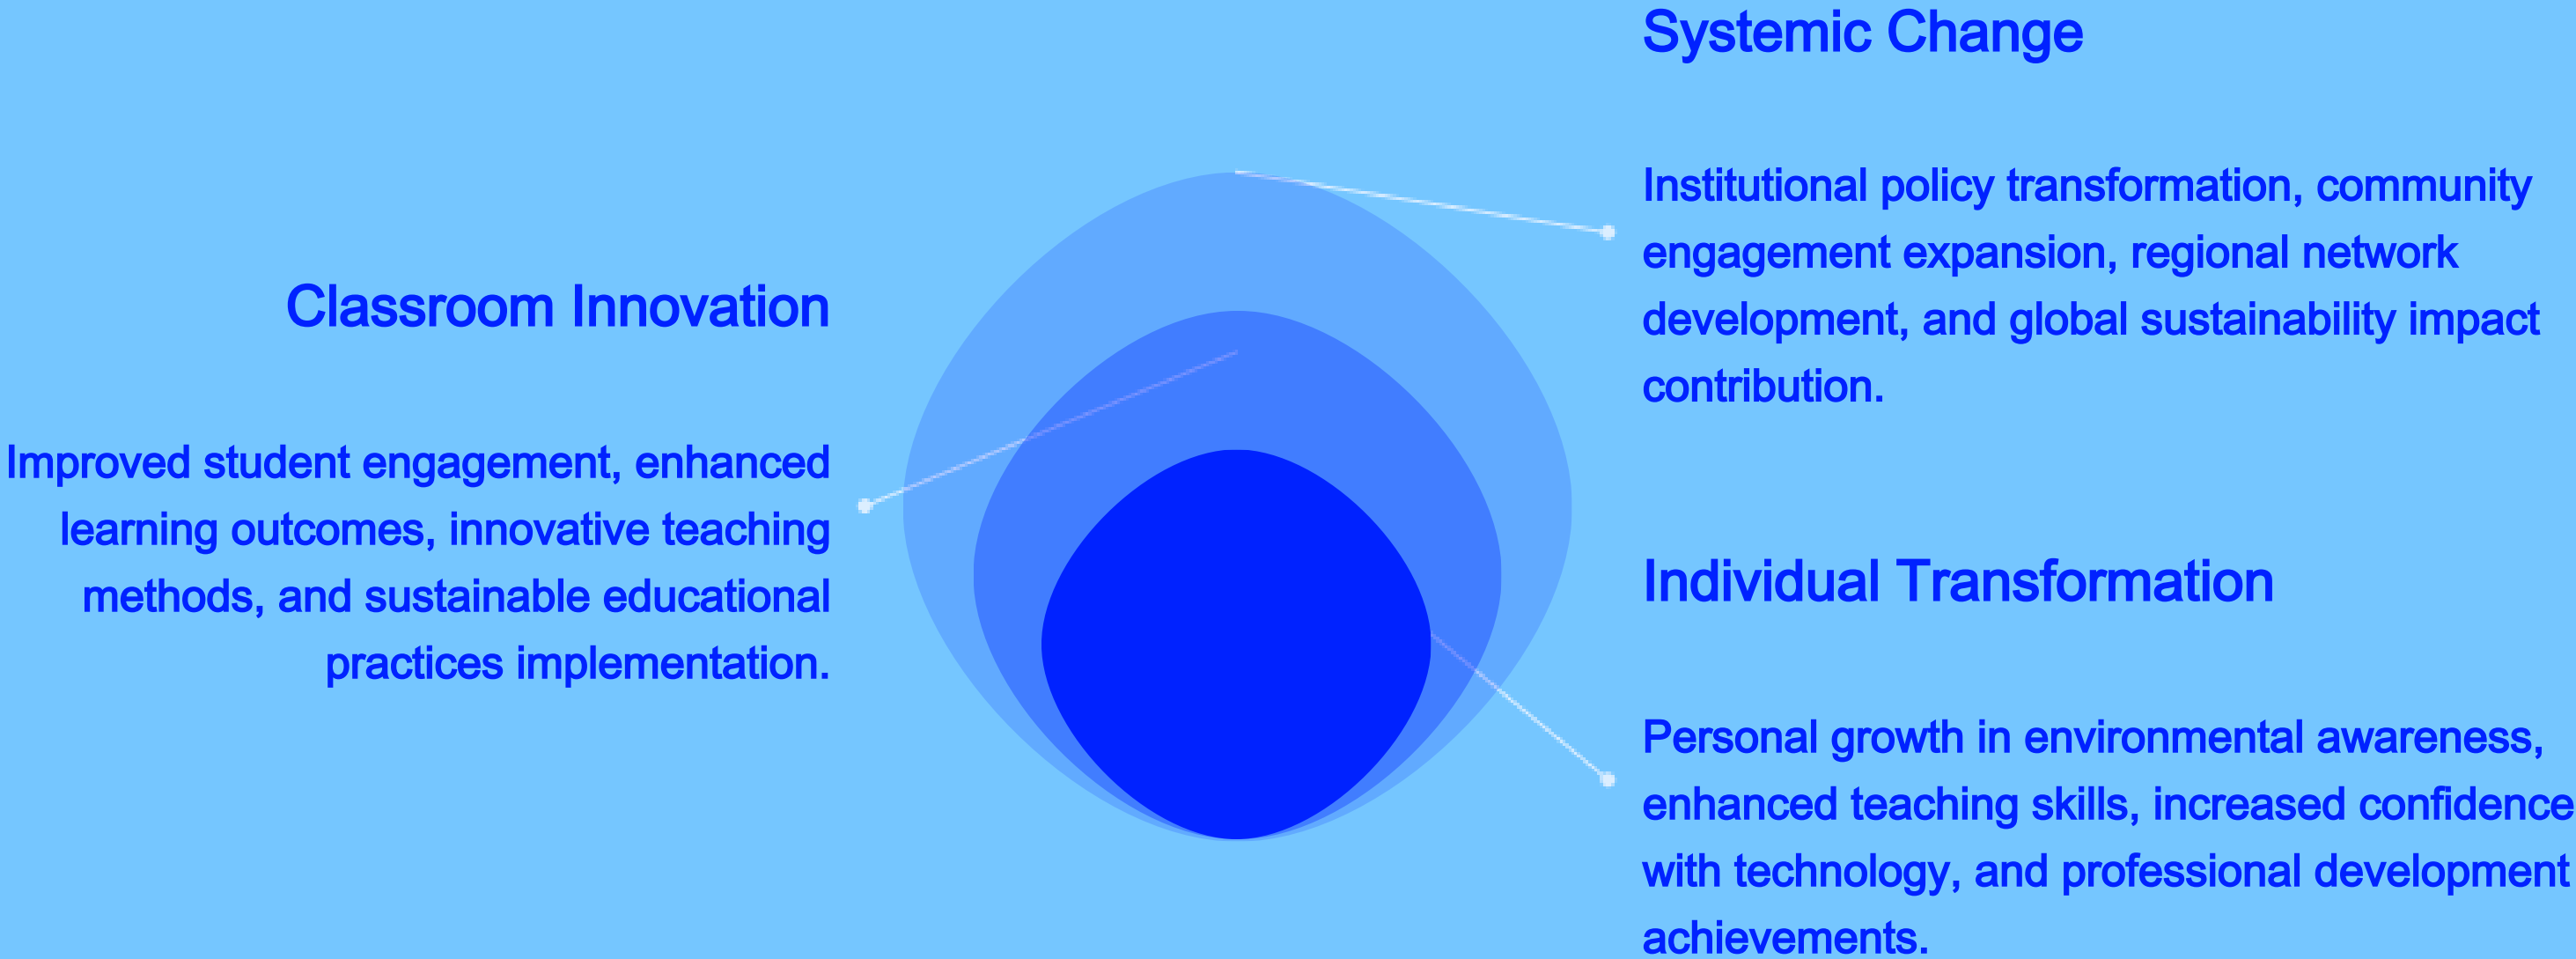 Systemic Change
Institutional policy transformation, community
engagement expansion, regional network
development, and global sustainability impact
contribution.
Classroom Innovation
Improved student engagement, enhanced
learning outcomes, innovative teaching
methods, and sustainable educational
practices implementation.
Individual Transformation
Personal growth in environmental awareness,
enhanced teaching skills, increased confidence
with technology, and professional development
achievements.